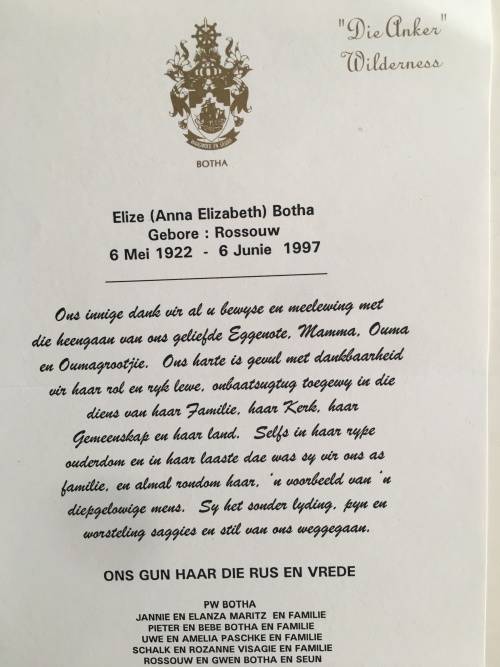 "Die Anker"
Wilderness
BOTHA
Elize (Anna Elizabeth) Botha
Gebore : Rossouw
6 Mei 1922 - 6 Junie 1997
Ons innige dank vir al u bewyse en meelewing met
die heengaan van ons geliefde Eggenote, Mamma, Ouma
en Oumagrootjie. Ons harte is gevul met dankbaarheid
vir haar rol en ryk lewe, onbaatsugtug toegewy in die
diens van haar Familie, haar Kerk, haar
Gemeenskap en haar land. Selfs in haar rype
ouderdom en in haar laaste dae was sy vir ons as
familie, en almal rondom haar, 'n voorbeeld van 'n
diepgelowige mens. Sy het sonder lyding, pyn en
worsteling saggies en stil van ons weggegaan.
ONS GUN HAAR DIE RUS EN VREDE
PW BOTHA
JANNIE EN ELANZA MARITZ EN FAMILIE
PIETER EN BEBE BOTHA EN FAMILIE
UWE EN AMELIA PASCHKE EN FAMILIE
SCHALK EN ROZANNE VISAGIE EN FAMILIE
ROSSOUW EN GWEN BOTHA EN SEUN